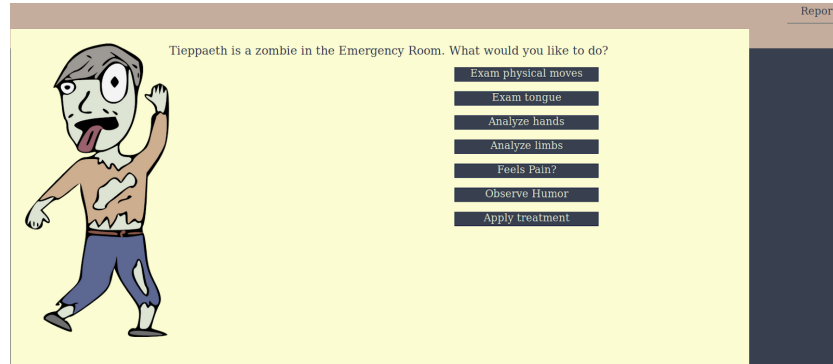 Repor
Tieppaeth is a zombie in the Emergency Room. What would you like to do?
Exam physical moves
Exam tongue
Analyze hands
Analyze limbs
Feels Pain?
Observe Humor
Apply treatment